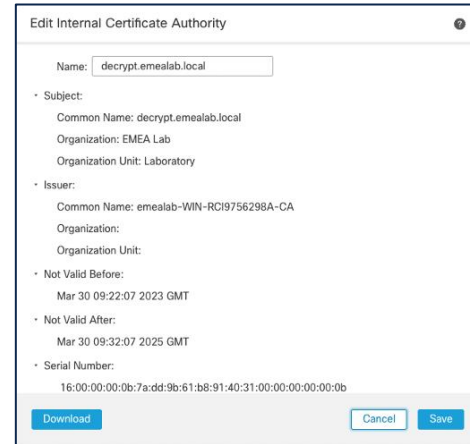 Edit Internal Certificate Authority
Name: decrypt.emealab.local
Subject:
Common Name: decrypt.emealab.local
Organization: EMEA Lab
Organization Unit: Laboratory
Issuer:
Common Name: emealab-WIN-RCI9756298A-CA
Organization:
Organization Unit:
Not Valid Before:
Mar 30 09:22:07 2023 GMT
Not Valid After:
Mar 30 09:32:07 2025 GMT
Serial Number:
16:00:00:00:0b:7a:dd:9b:61:b8:91:40:31:00:00:00:00:00:0b
Download Cancel Save